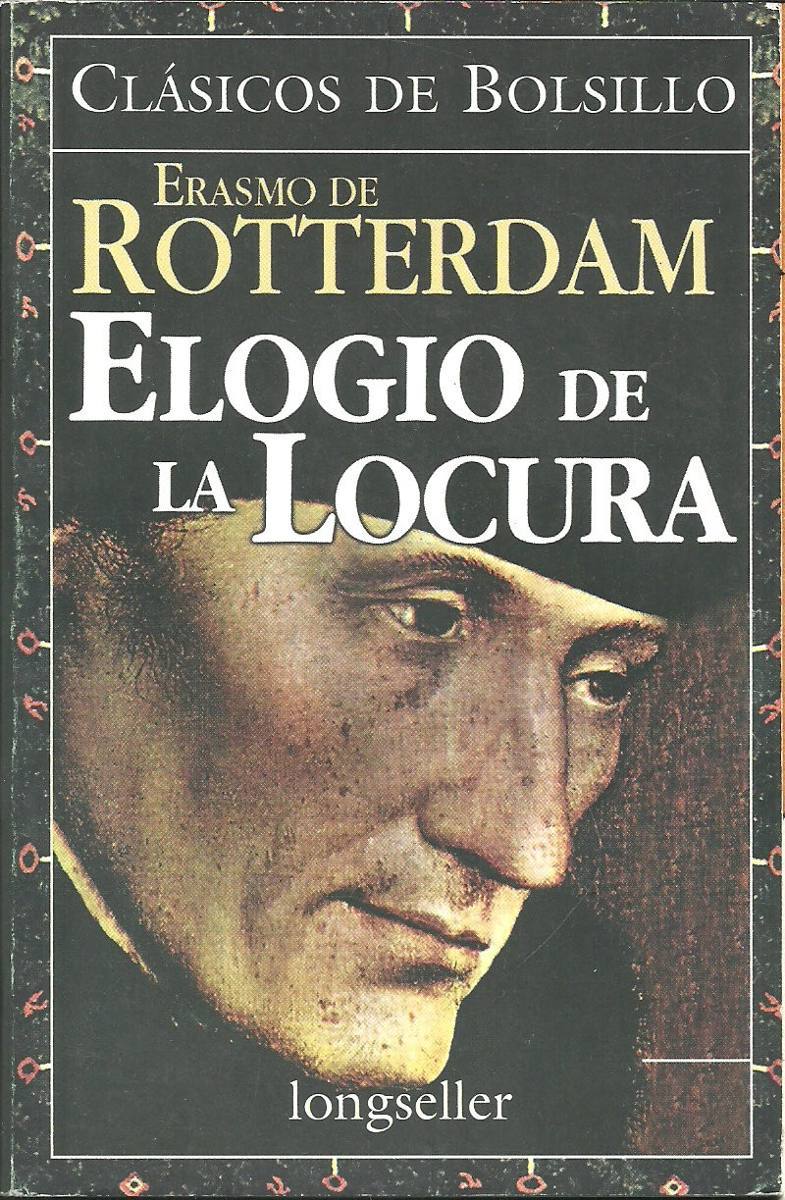 CLÁSICOS DE BOLSILLO
ERASMO DE
ROTTERDAM
ELOGIO DE
LA LOCURA
longseller